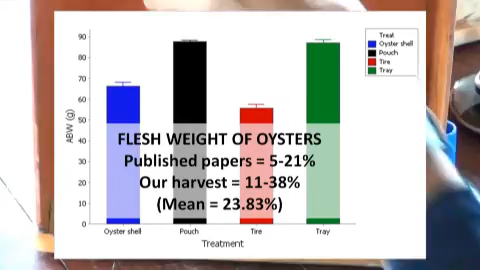 90
80
70
60
50
40
30
20
10
0
ABW (g)
Treat
Oyster shell
Pouch
Tire
Tray
FLESH WEIGHT OF OYSTERS
Published papers = 5-21%
Our harvest = 11-38%
(Mean = 23.83%)
Oyster shell Pouch Tire Tray
Treatment